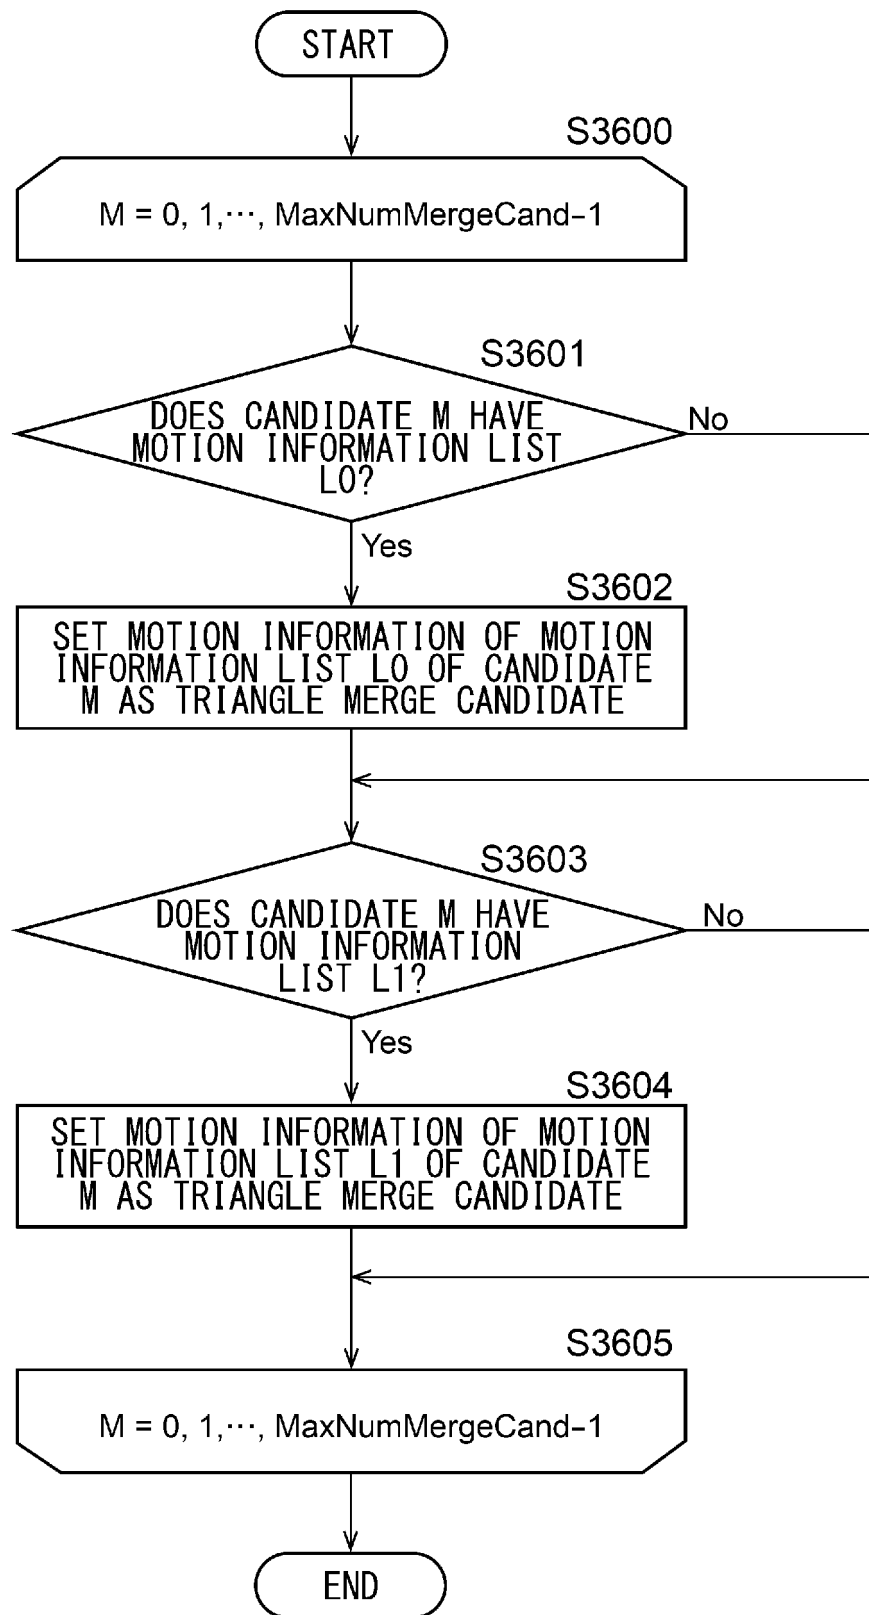 START
S3600
M = 0, 1,···, MaxNumMergeCand−1
S3601
DOES CANDIDATE M HAVE
MOTION INFORMATION LIST
L0?
No
Yes
S3602
SET MOTION INFORMATION OF MOTION
INFORMATION LIST L0 OF CANDIDATE
M AS TRIANGLE MERGE CANDIDATE
S3603
DOES CANDIDATE M HAVE
MOTION INFORMATION
LIST L1?
No
Yes
S3604
SET MOTION INFORMATION OF MOTION
INFORMATION LIST L1 OF CANDIDATE
M AS TRIANGLE MERGE CANDIDATE
S3605
M = 0, 1,···, MaxNumMergeCand−1
END